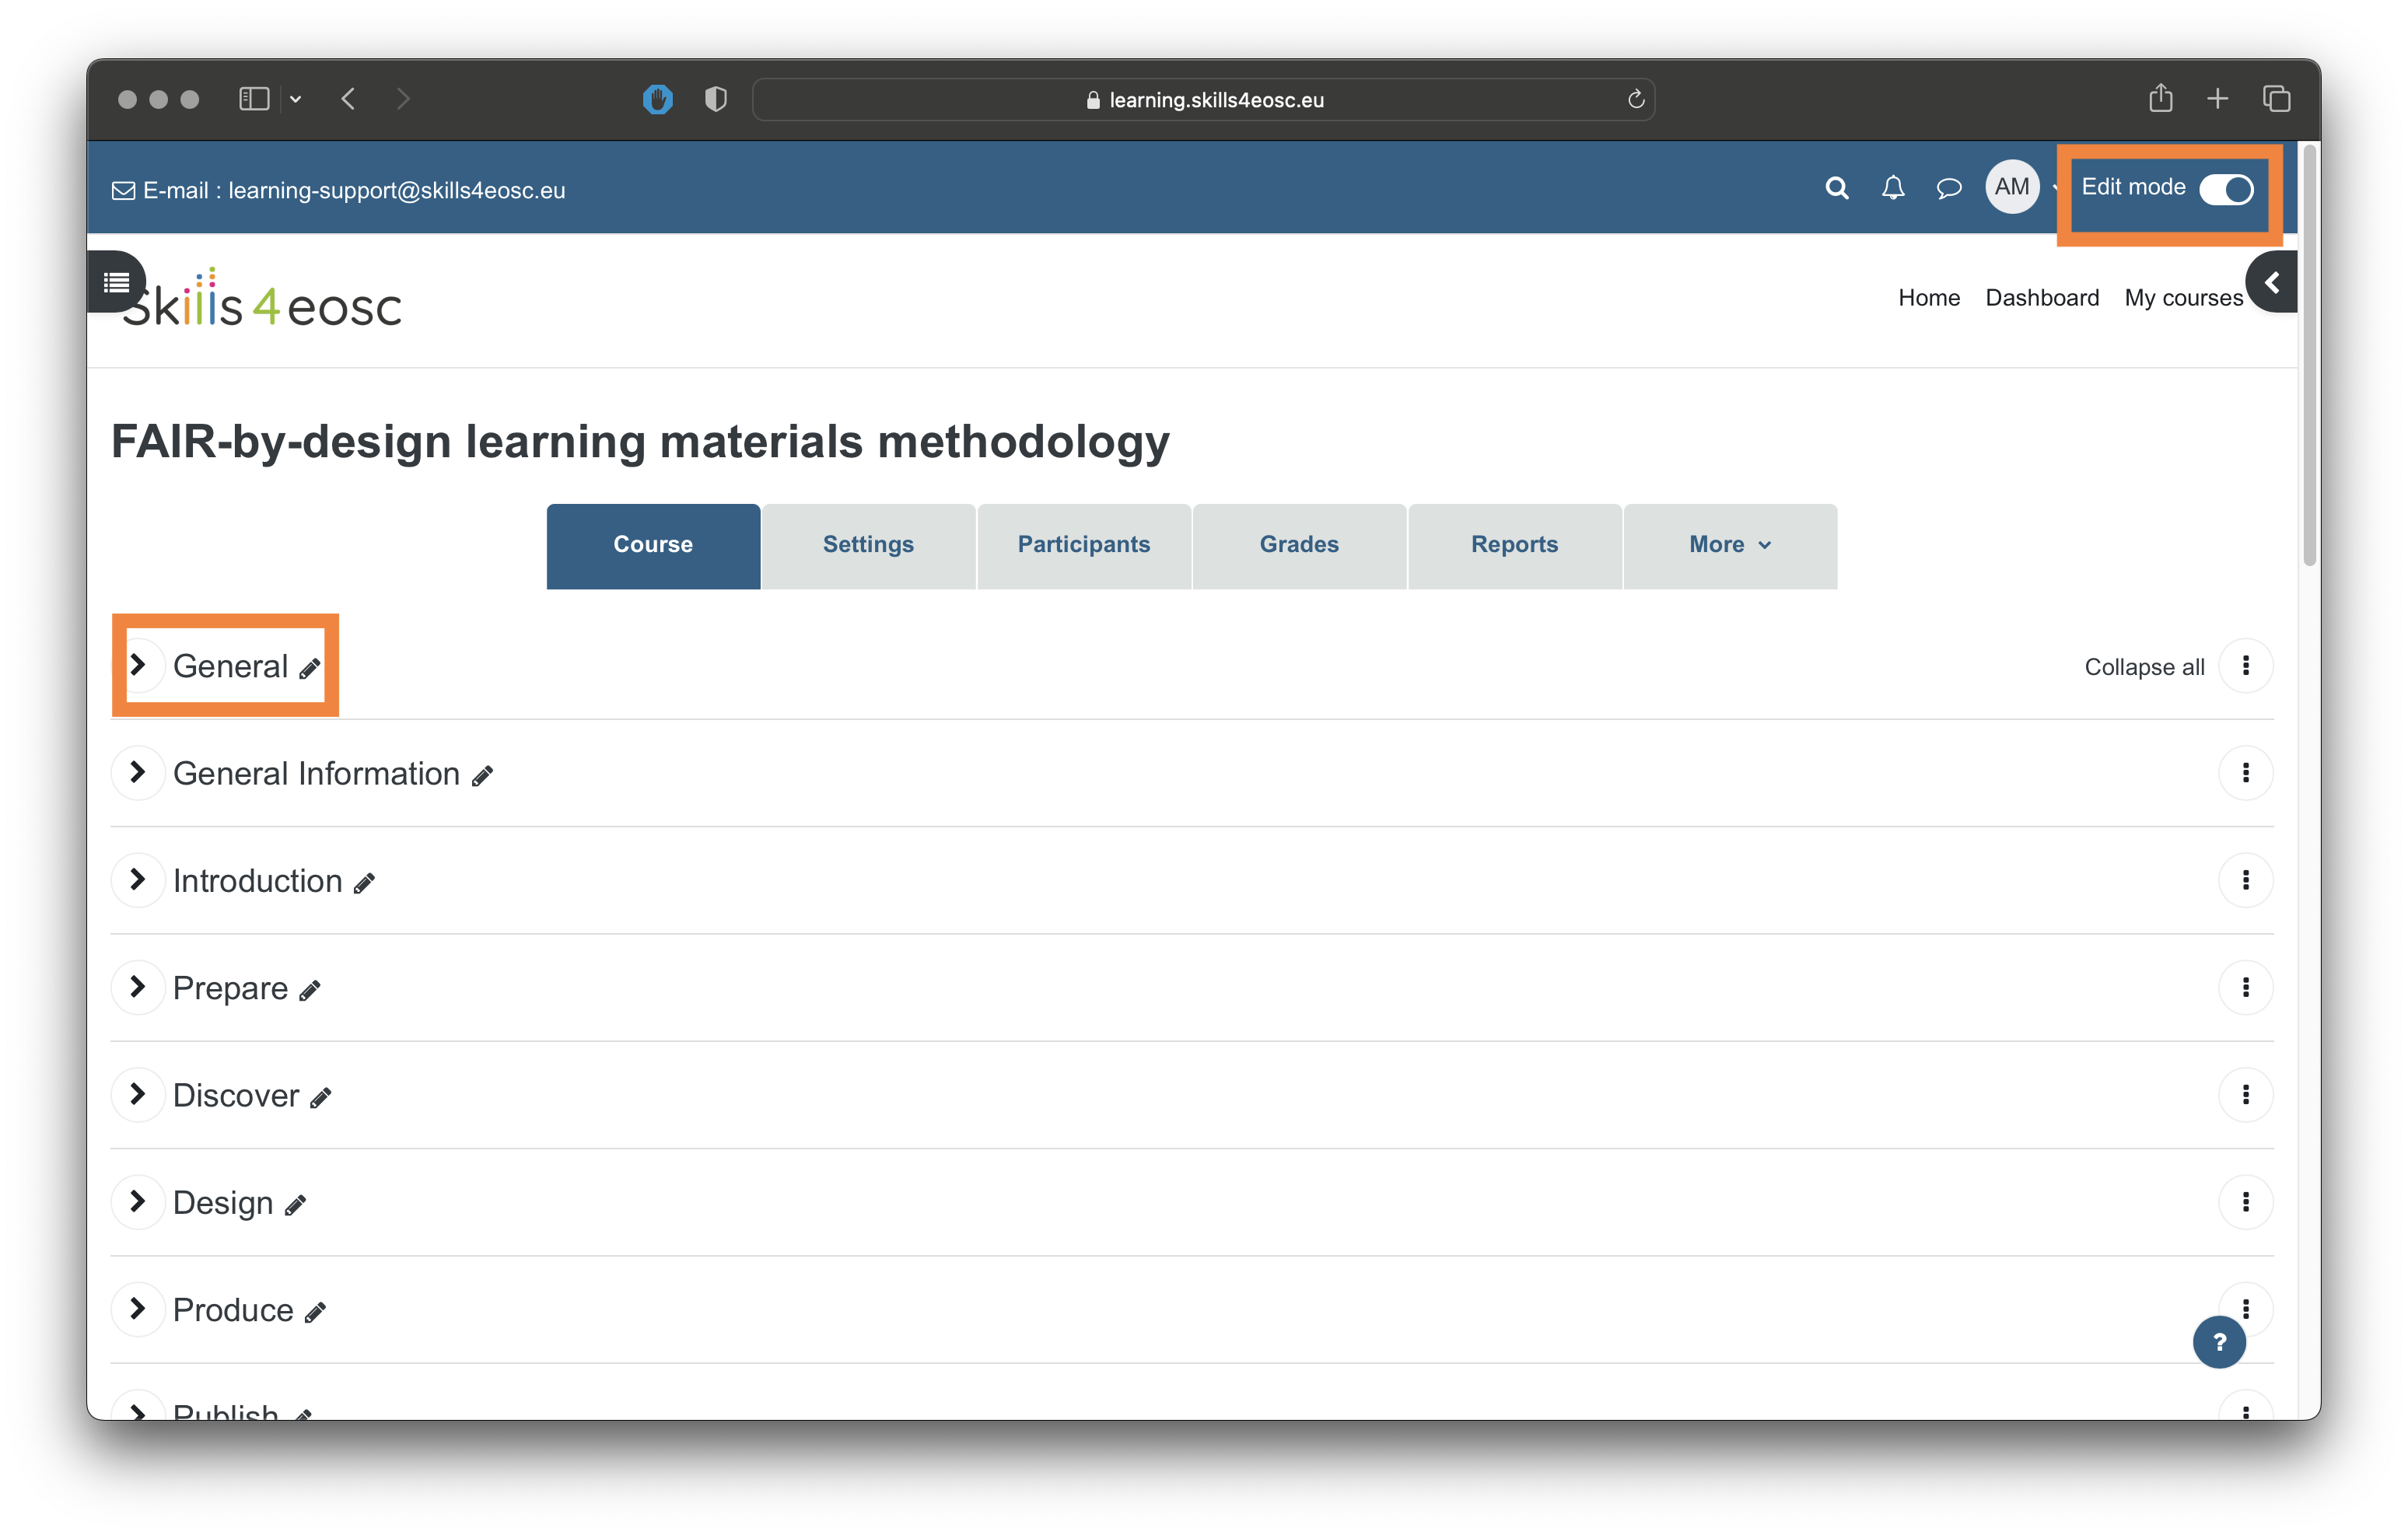 learning.skills4eosc.eu
E-mail : learning-support@skills4eosc.eu
AM
Edit mode
Skills 4 eosc
Home Dashboard My courses
FAIR-by-design learning materials methodology
Course Settings Participants Grades Reports More
General
Collapse all
General Information
Introduction
Prepare
Discover
Design
Produce
?
Publish